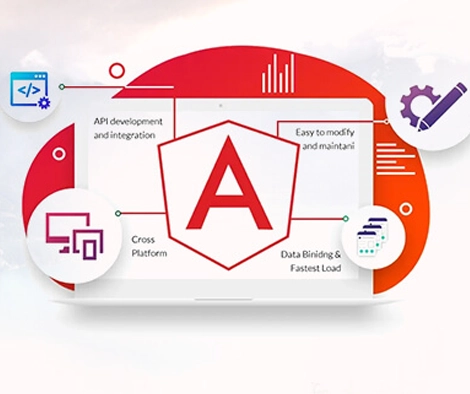 </>
API development
and integration
Easy to modify
and maintani
A
Cross
Platform
Data Binidng &
Fastest Load